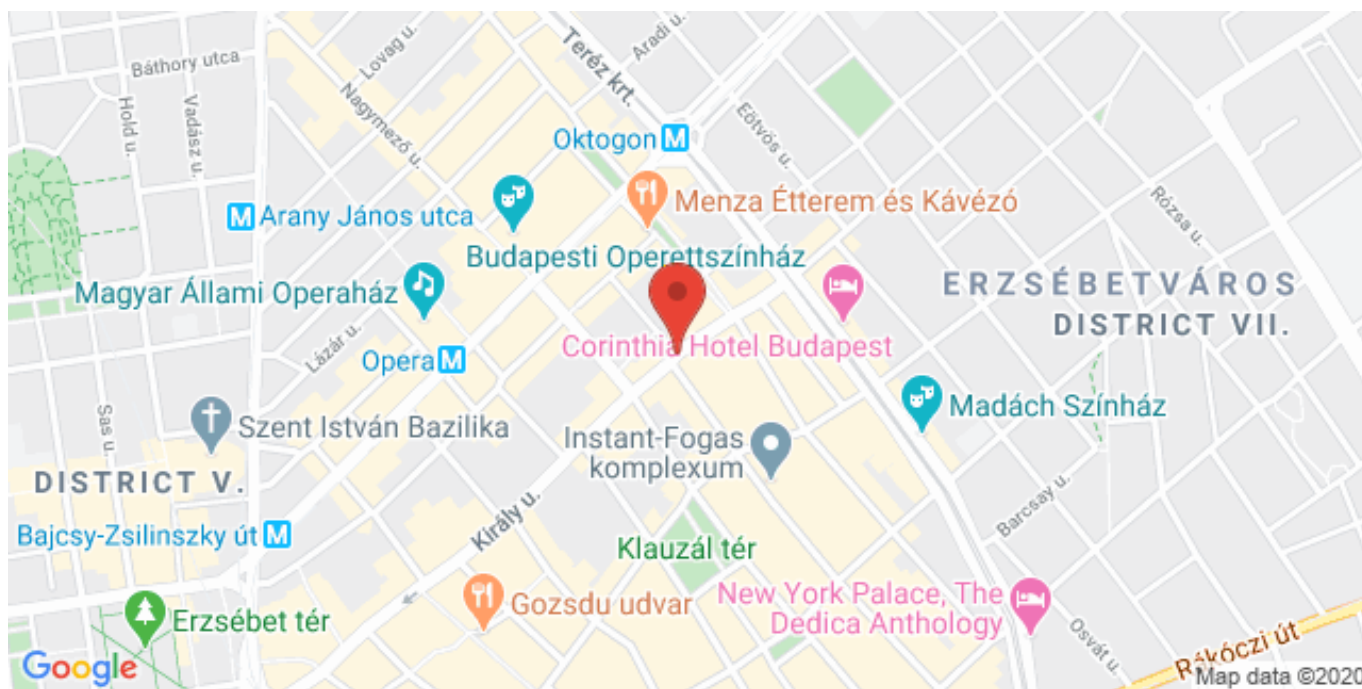 Teréz krt.
Aradi u.
Lovag u.
Báthory utca
Hold u.
Vadász u.
Nagymező u.
Oktogon M
Eötvös u.
Rózsa u.
Menza Étterem és Kávézó
M Arany János utca
Budapesti Operettszínház
Magyar Állami Operaház
ERZSÉBETVÁROS
DISTRICT VII.
Lázár u.
Corinthia Hotel Budapest
Opera M
Sas u.
Szent István Bazilika
Madách Színház
Instant-Fogas
komplexum
DISTRICT V.
Barcsay u.
Király u.
Bajcsy-Zsilinszky út M
Klauzál tér
New York Palace, The
Dedica Anthology
Gozsdu udvar
Erzsébet tér
Osvát u.
Rákóczi út
Google
Map data ©2020